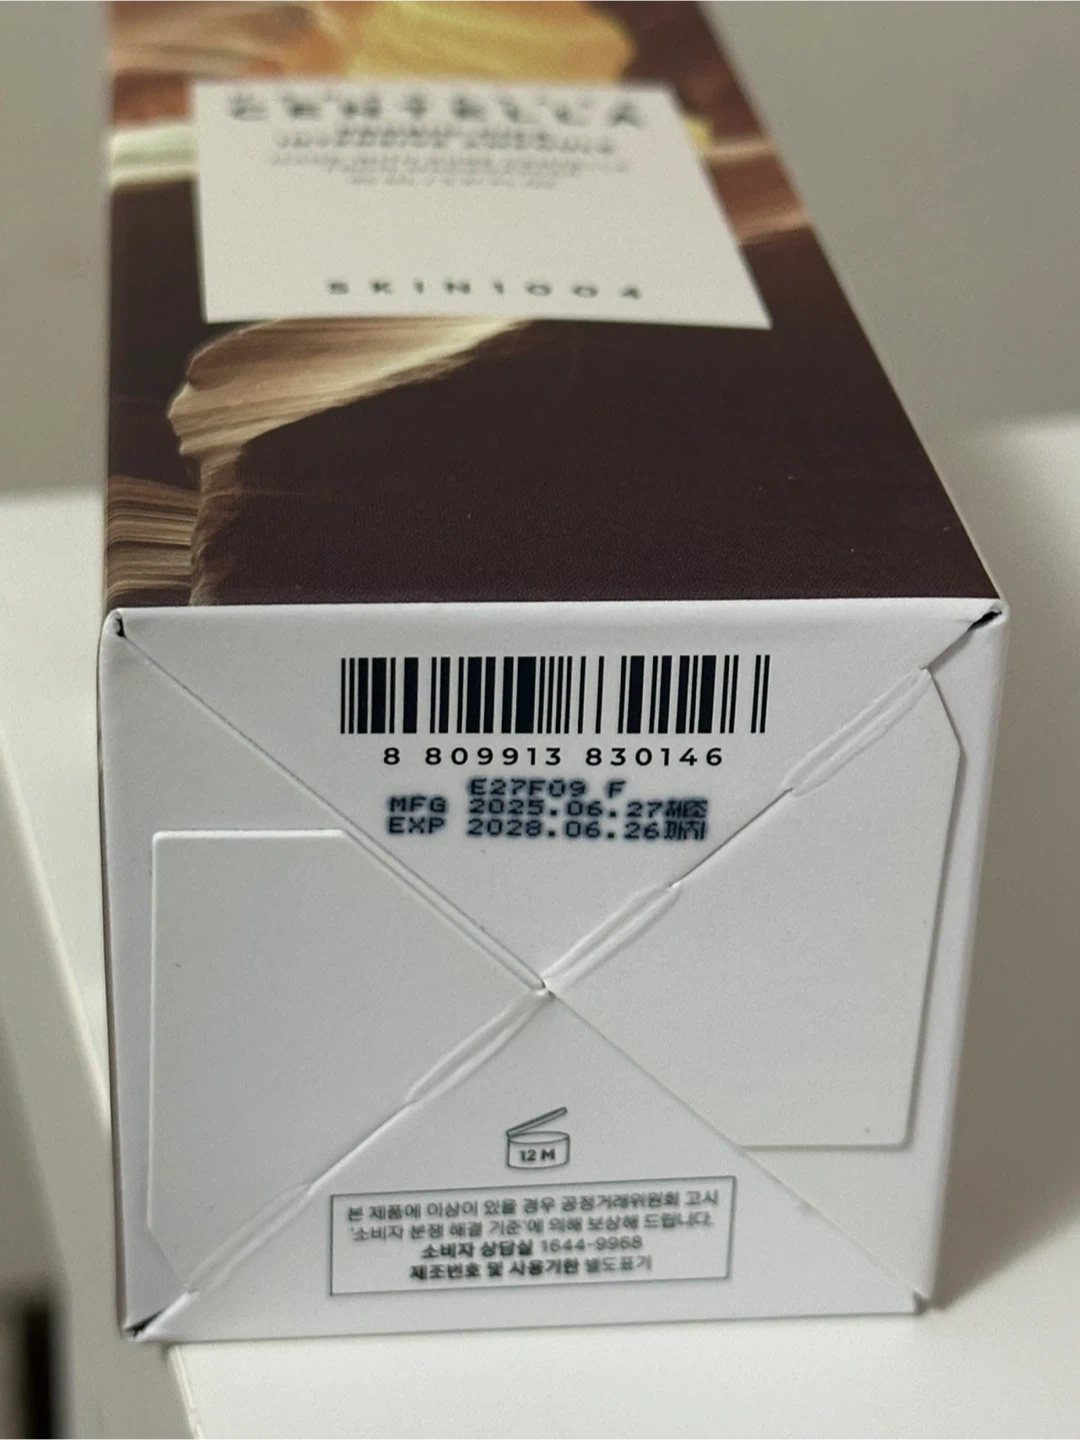 CENTELLA
INTENSIVE AMPOULE
SKIN1004
8 809913 830146
E27F09 F
MFG 2025.06.27제조
EXP 2028.06.26까지
12 M
본 제품에 이상이 있을 경우 공정거래위원회 고시
'소비자 분쟁 해결 기준'에 의해 보상해 드립니다.
소비자 상담실 1644-9968
제조번호 및 사용기한 별도표기